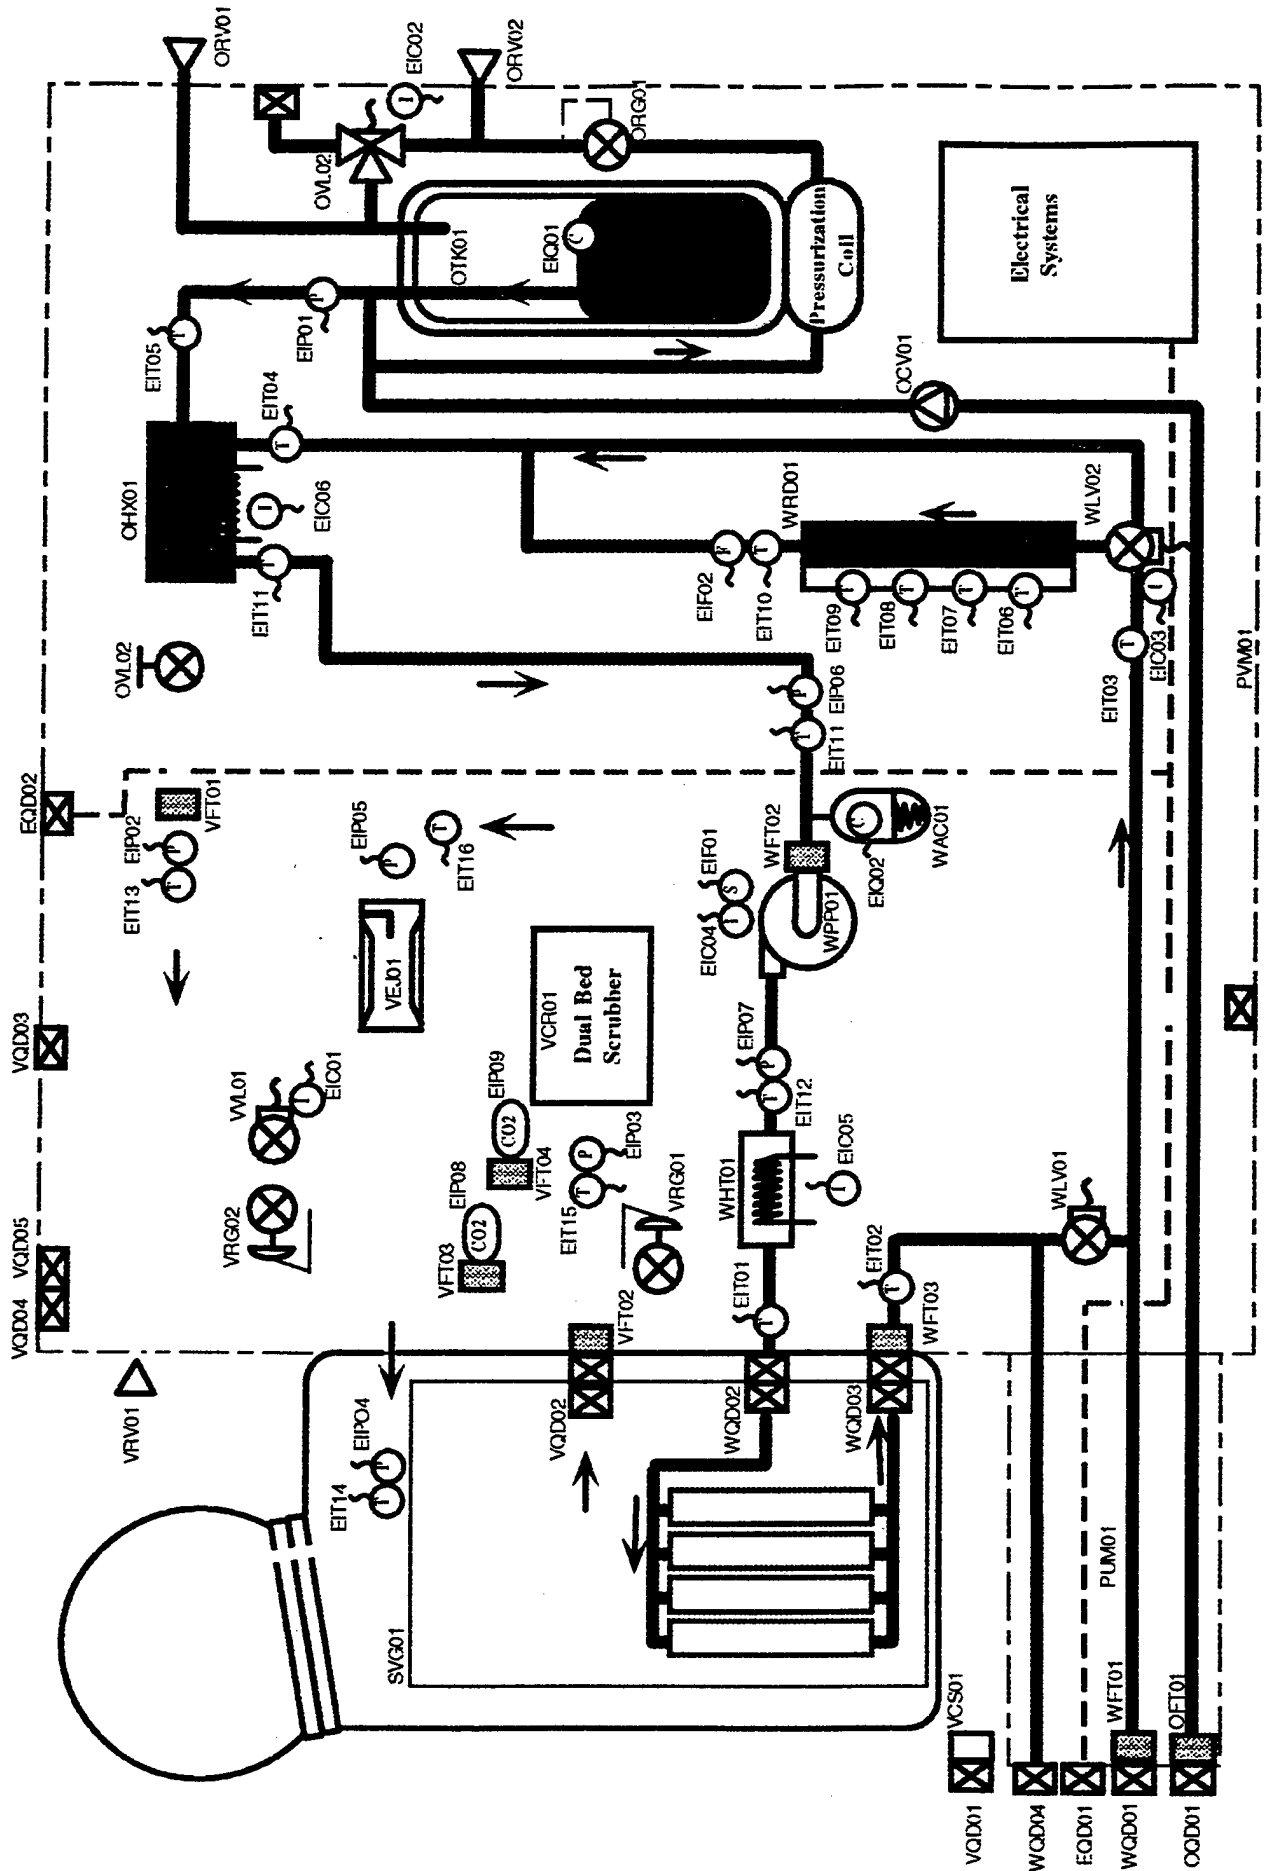 VQD04
VQD05
VQD03
EQD02
VRV01
EIT13
T
EIP02
P
VFT01
OVL02
OHX01
EIT05
T
ORV01
VRG02
VVL01
EIC01
I
EIT11
EIC06
I
EIT04
T
EIP01
P
OVL02
EIC02
I
EIT14
T
EIPO4
P
SVG01
VEJ01
EIP05
P
EIT16
T
OTK01
EIQ01
C
ORV02
VFT03
EIP08
CO2
VFT04
EIP09
CO2
VCR01
Dual Bed
Scrubber
VQD02
VFT02
EIT15
T
EIP03
P
VRG01
ORG01
EIF02
F
EIT10
T
WRD01
EIT09
T
EIT08
T
EIT07
T
EIT06
T
WQD02
EIT01
T
WHT01
EIC05
I
EIT12
T
EIP07
P
EIC04
I
EIF01
S
WPP01
WFT02
EIQ02
C
WAC01
EIT11
T
EIP06
P
Pressurization
Coil
WQD03
WFT03
EIT02
T
OCV01
VQD01
VCS01
WQD04
EQD01
WQD01
WFT01
PUM01
WLV01
EIT03
T
EIC03
I
WLV02
Electrical
Systems
OQD01
OFT01
PVM01